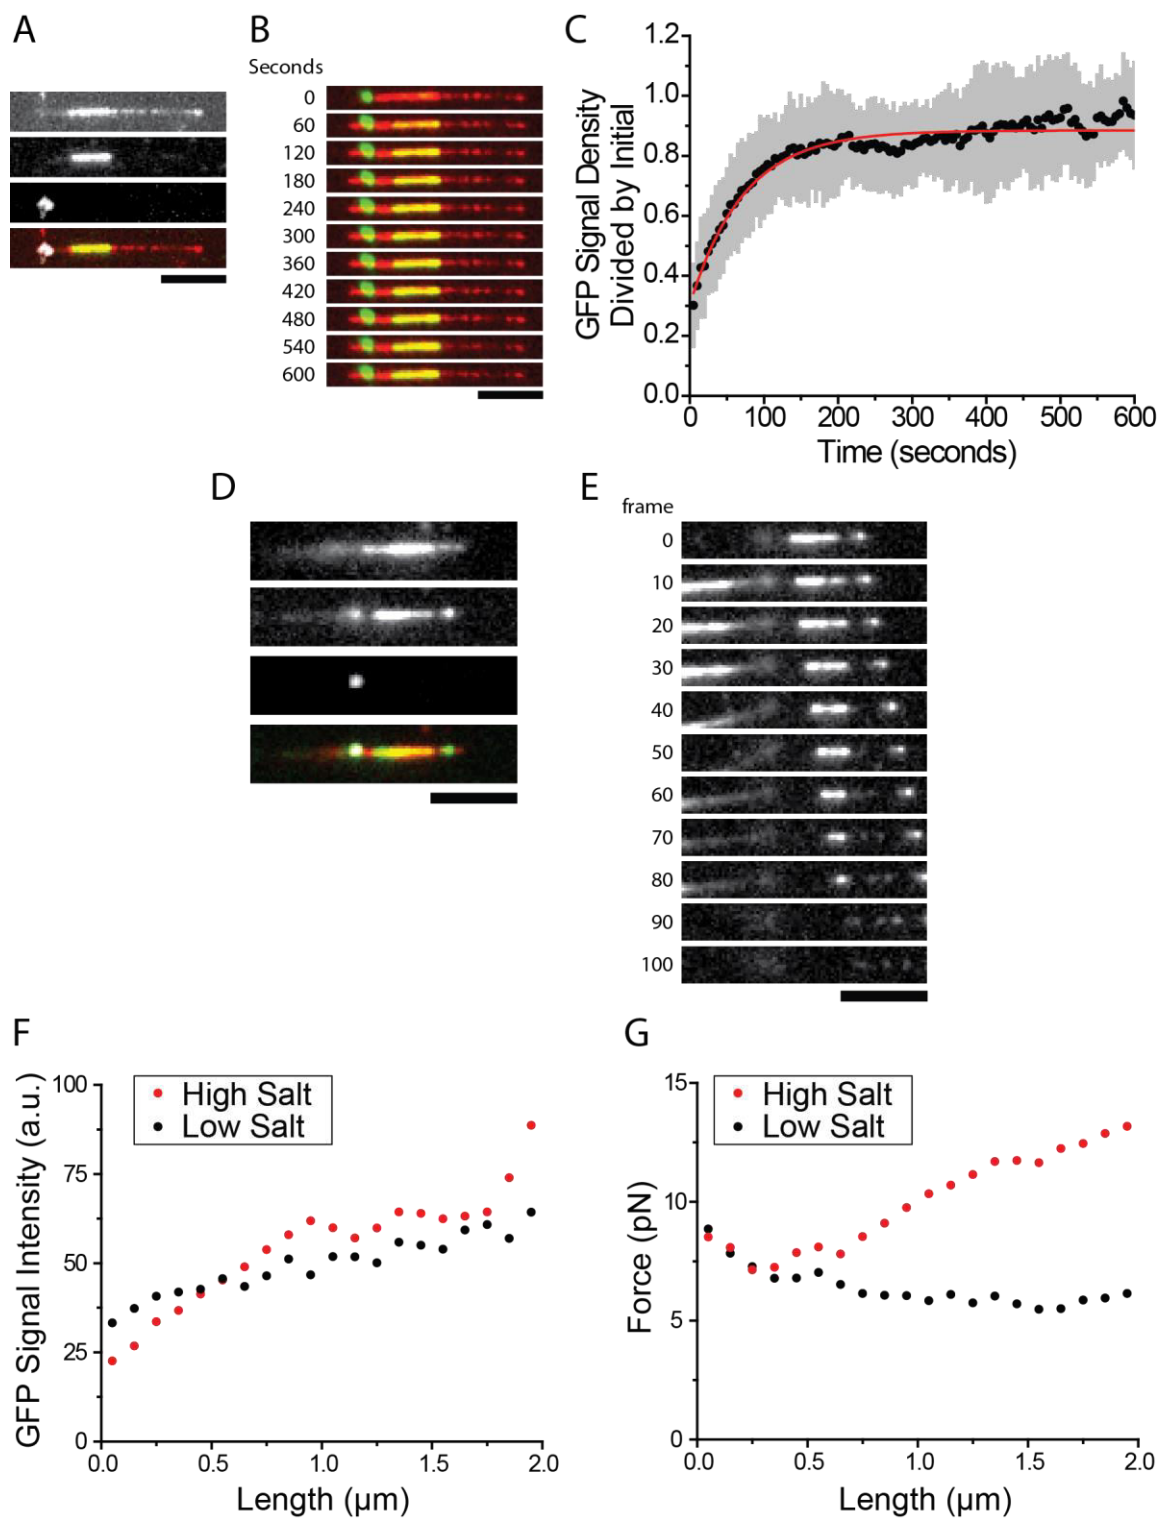 A
B
Seconds
0
60
120
180
240
300
360
420
480
540
600
C
GFP Signal Density
Divided by Initial
1.2
1.0
0.8
0.6
0.4
0.2
0.0
0 100 200 300 400 500 600
Time (seconds)
D
E
frame
0
10
20
30
40
50
60
70
80
90
100
F
GFP Signal Intensity (a.u.)
100
75
50
25
0
High Salt
Low Salt
0.0 0.5 1.0 1.5 2.0
Length (µm)
G
Force (pN)
15
10
5
0
High Salt
Low Salt
0.0 0.5 1.0 1.5 2.0
Length (µm)